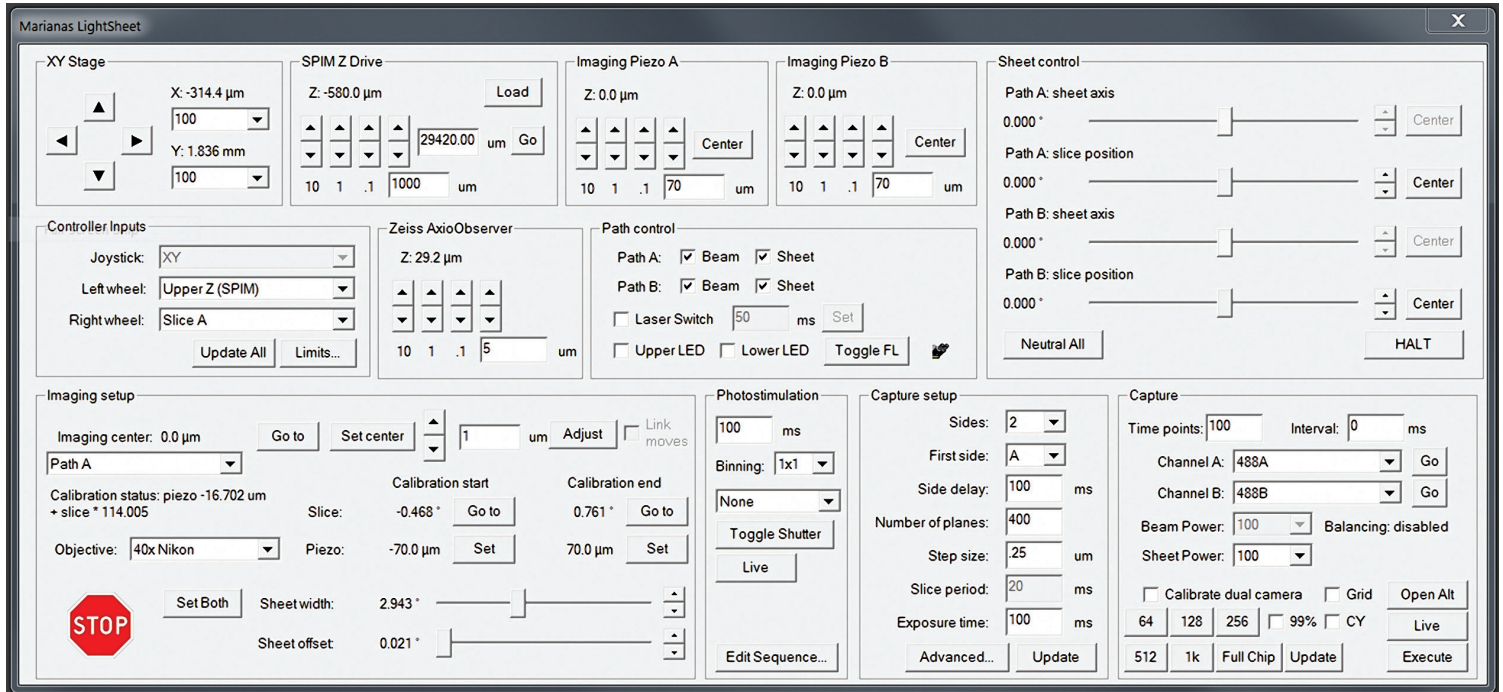 Marianas LightSheet
X
XY Stage
X: -314.4 µm
100
Y: 1.836 mm
100
SPIM Z Drive
Z: -580.0 µm
Load
29420.00 um Go
10 1 .1 1000 um
Imaging Piezo A
Z: 0.0 µm
Center
10 1 .1 70 um
Imaging Piezo B
Z: 0.0 µm
Center
10 1 .1 70 um
Sheet control
Path A: sheet axis
0.000 ° Center
Path A: slice position
0.000 ° Center
Path B: sheet axis
0.000 ° Center
Path B: slice position
0.000 ° Center
Neutral All HALT
Controller Inputs
Joystick: XY
Left wheel: Upper Z (SPIM)
Right wheel: Slice A
Update All Limits...
Zeiss AxioObserver
Z: 29.2 µm
10 1 .1 5 um
Path control
Path A: Beam Sheet
Path B: Beam Sheet
Laser Switch 50 ms Set
Upper LED Lower LED Toggle FL
Imaging setup
Imaging center: 0.0 µm Go to Set center 1 um Adjust Link moves
Path A
Calibration status: piezo -16.702 um
+ slice * 114.005
Calibration start Calibration end
Slice: -0.468 ° Go to 0.761 ° Go to
Objective: 40x Nikon
Piezo: -70.0 µm Set 70.0 µm Set
STOP
Set Both
Sheet width: 2.943 °
Sheet offset: 0.021 °
Photostimulation
100 ms
Binning: 1x1
None
Toggle Shutter
Live
Edit Sequence...
Capture setup
Sides: 2
First side: A
Side delay: 100 ms
Number of planes: 400
Step size: .25 um
Slice period: 20 ms
Exposure time: 100 ms
Advanced... Update
Capture
Time points: 100 Interval: 0 ms
Channel A: 488A Go
Channel B: 488B Go
Beam Power: 100 Balancing: disabled
Sheet Power: 100
Calibrate dual camera Grid Open Alt
64 128 256 99% CY Live
512 1k Full Chip Update Execute